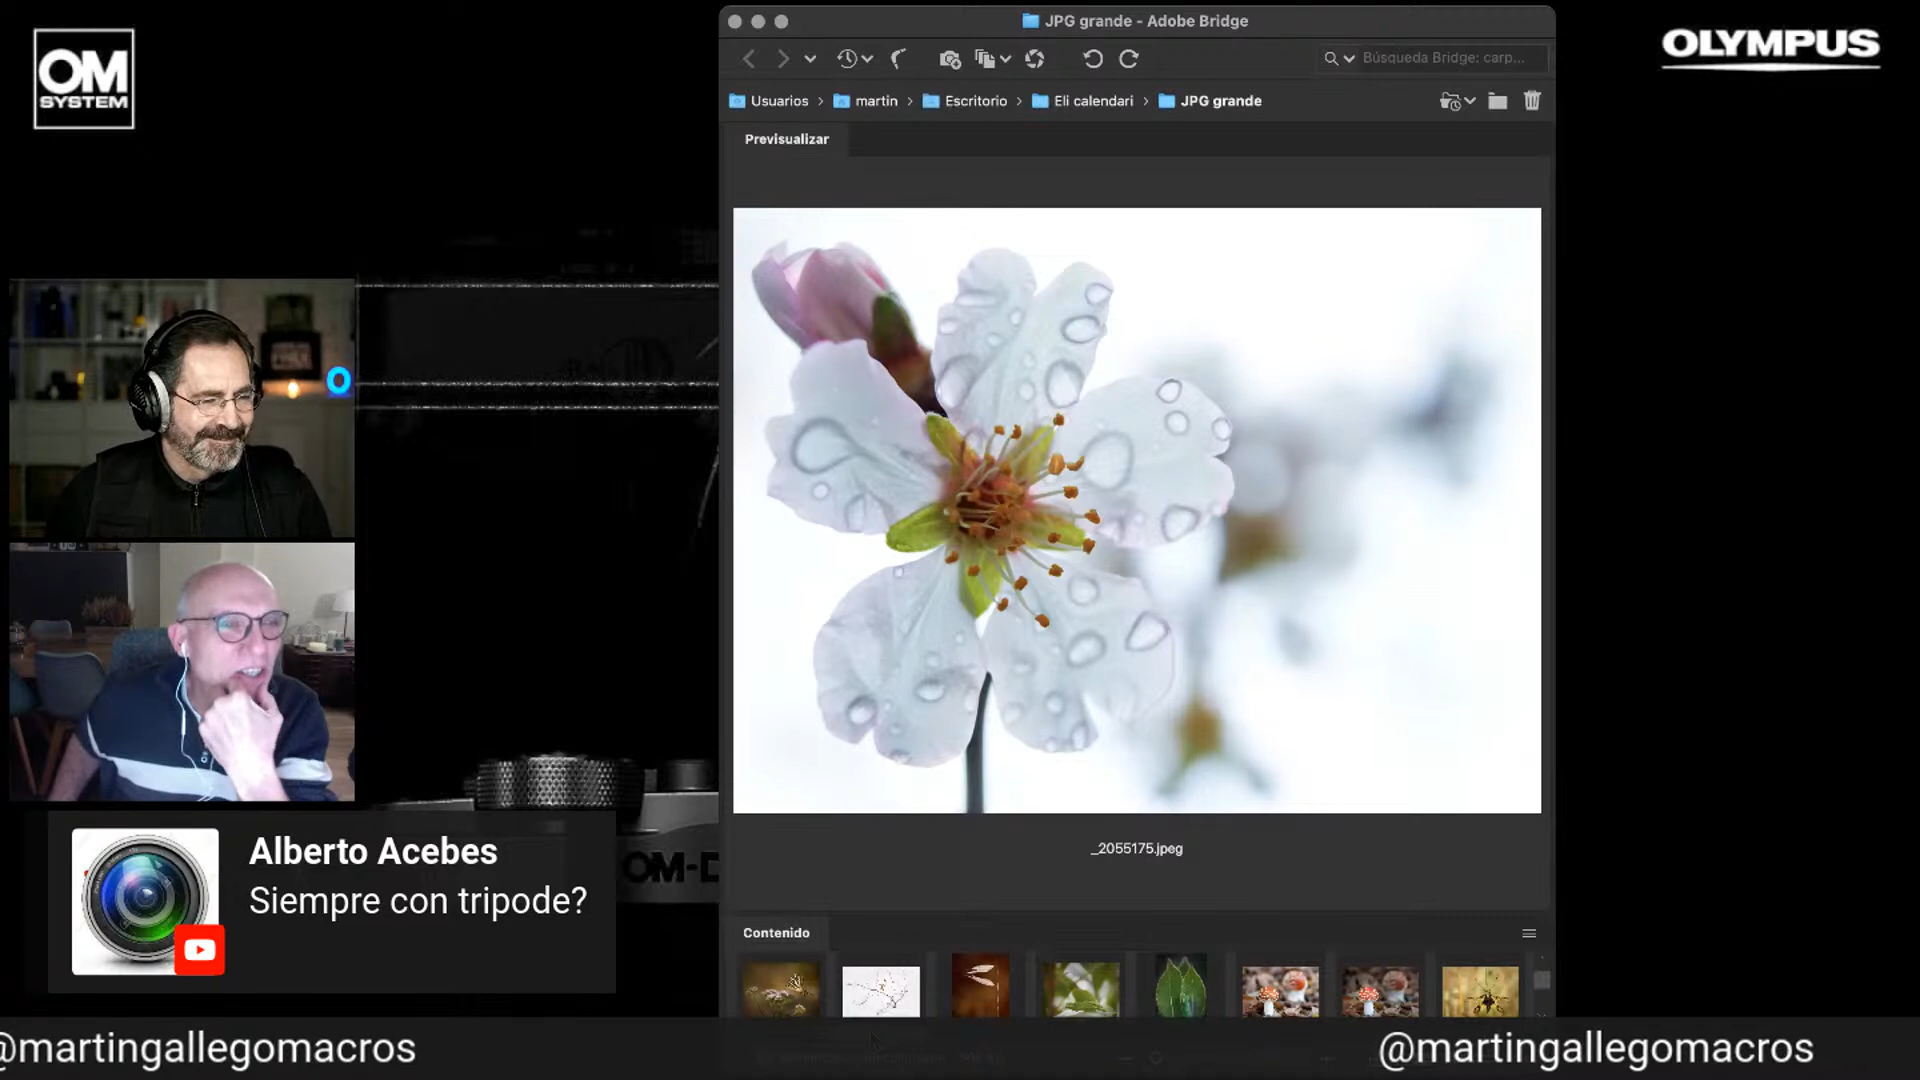 OM
SYSTEM
OLYMPUS
JPG grande - Adobe Bridge
Búsqueda Bridge: carp...
Usuarios > martin > Escritorio > Eli calendari > JPG grande
Previsualizar
_2055175.jpeg
OM-D
Contenido
Alberto Acebes
Siempre con tripode?
@martingallegomacros
@martingallegomacros